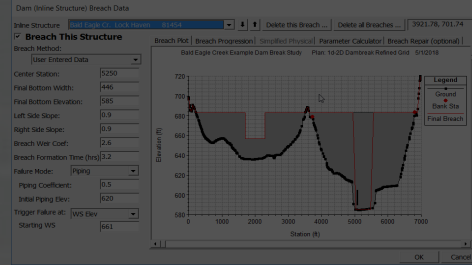 Dam (Inline Structure) Breach Data
Inline Structure Bald Eagle Cr. Lock Haven 81454 Delete this Breach ... Delete all Breaches ... 3921.78, 701.74
Breach This Structure
Breach Method:
User Entered Data
Center Station: 5250
Final Bottom Width: 446
Final Bottom Elevation: 585
Left Side Slope: 0.9
Right Side Slope: 0.9
Breach Weir Coef: 2.6
Breach Formation Time (hrs) 3.2
Failure Mode: Piping
Piping Coefficient: 0.5
Initial Piping Elev: 620
Trigger Failure at: WS Elev
Starting WS 661
Breach Plot Breach Progression Simplified Physical Parameter Calculator Breach Repair (optional)
Bald Eagle Creek Example Dam Break Study Plan: 1d-2D Dambreak Refined Grid 5/1/2018
Elevation (ft)
720
700
680
660
640
620
600
580
0 1000 2000 3000 4000 5000 6000 7000
Station (ft)
Legend
Ground
Bank Sta
Final Breach
OK Cancel